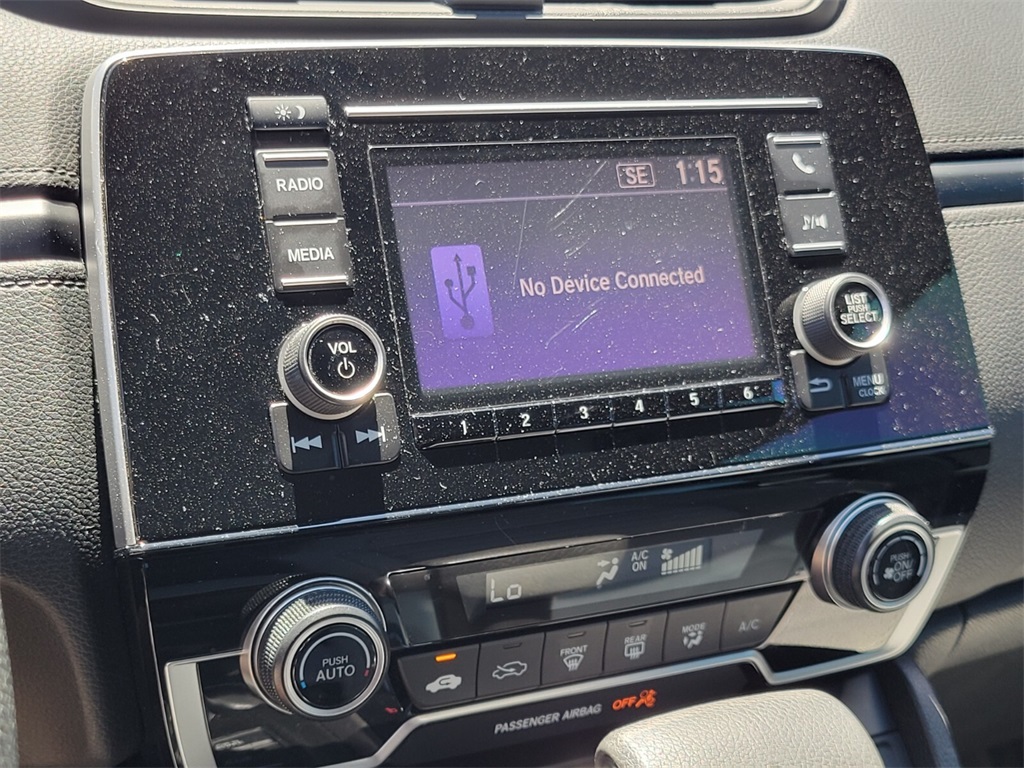 RADIO
MEDIA
SE 1:15
No Device Connected
VOL
LIST
PUSH
SELECT
MENU
CLOCK
1 2 3 4 5 6
Lo
A/C
ON
PUSH
ON/
OFF
PUSH
AUTO
FRONT
REAR
MODE
A/C
PASSENGER AIRBAG OFF